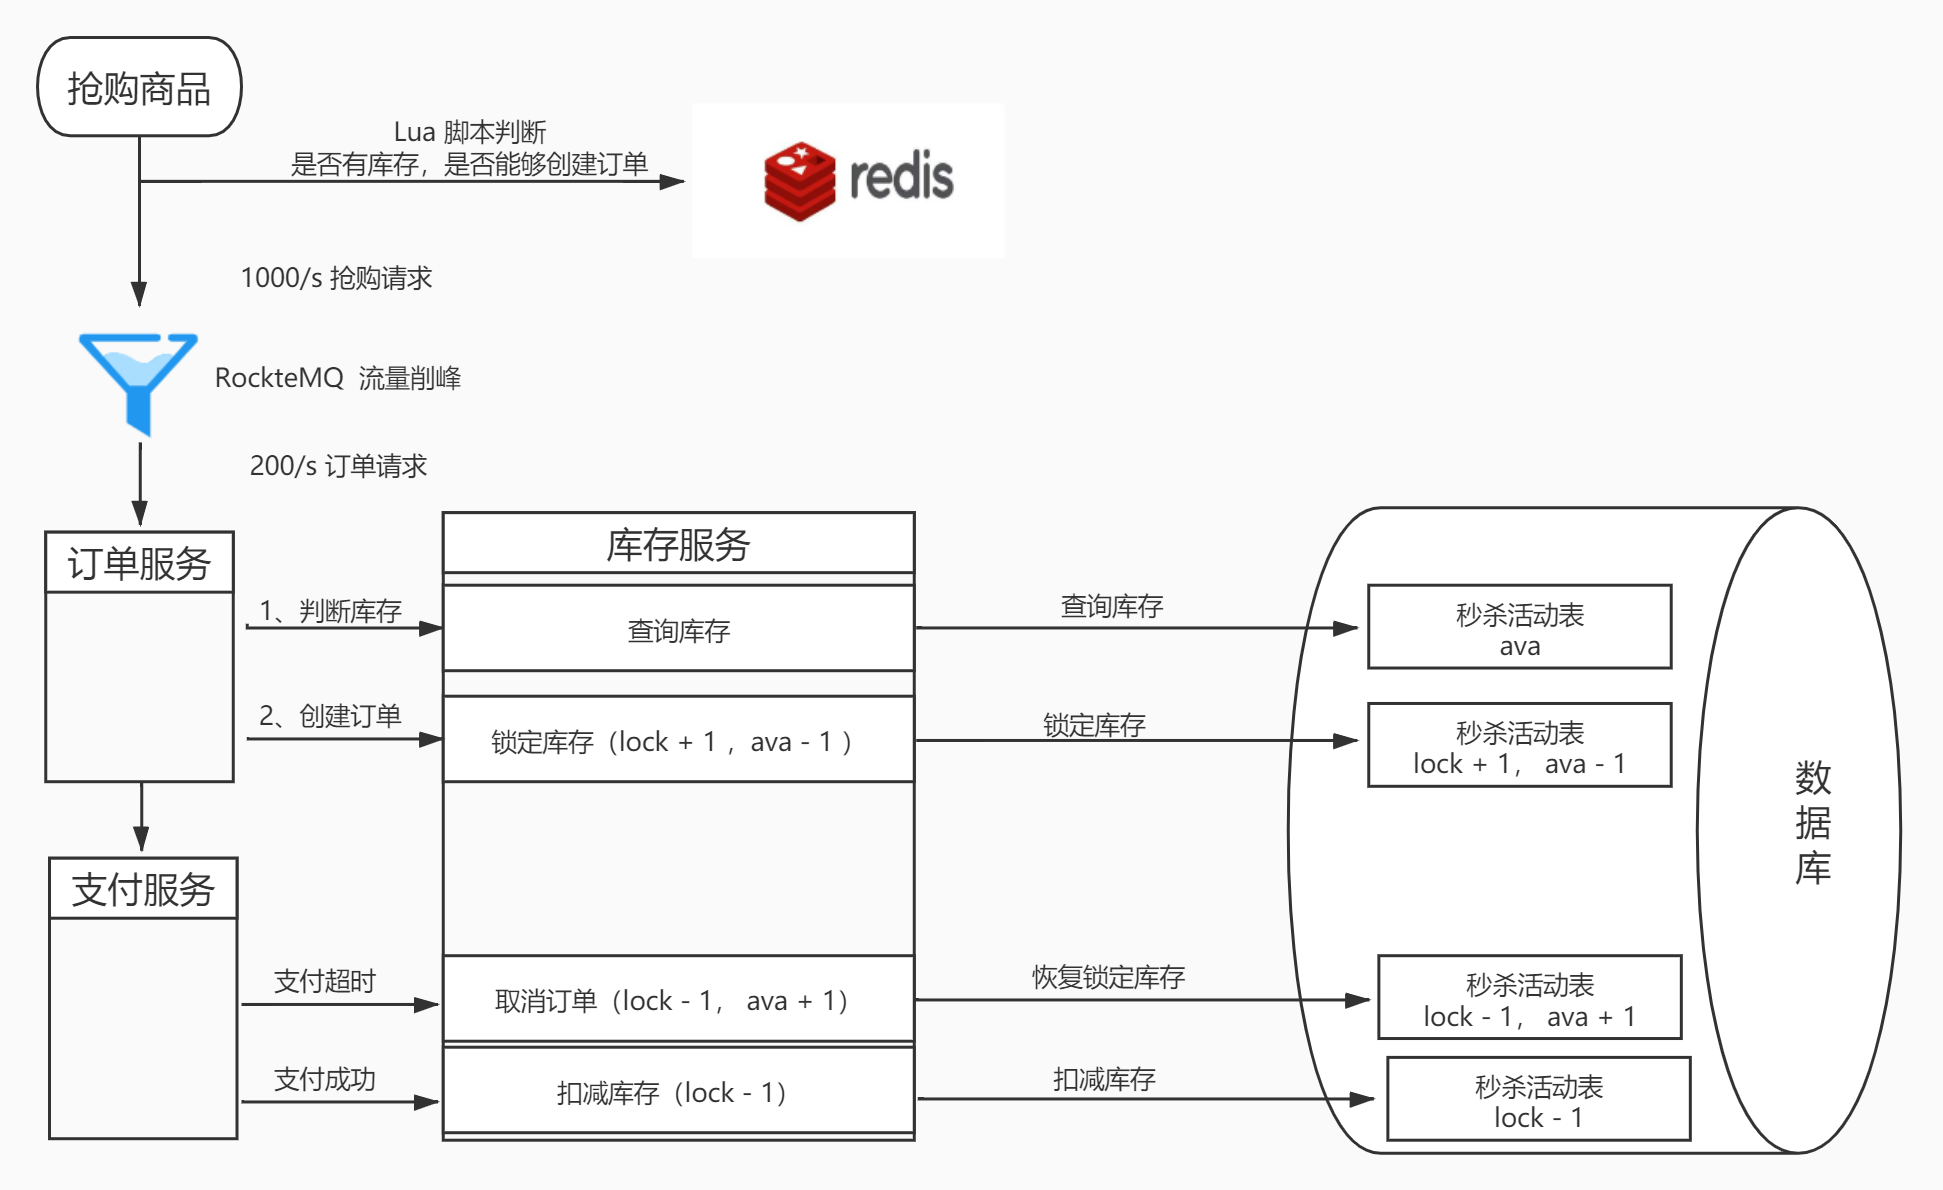 抢购商品
Lua 脚本判断
是否有库存，是否能够创建订单
redis
1000/s 抢购请求
RockteMQ  流量削峰
200/s 订单请求
订单服务
库存服务
1、判断库存
查询库存
查询库存
秒杀活动表
ava
2、创建订单
锁定库存（lock + 1 ，ava - 1 ）
锁定库存
秒杀活动表
lock + 1， ava - 1
数
据
库
支付服务
支付超时
取消订单（lock - 1， ava + 1）
恢复锁定库存
秒杀活动表
lock - 1， ava + 1
支付成功
扣减库存（lock - 1）
扣减库存
秒杀活动表
lock - 1